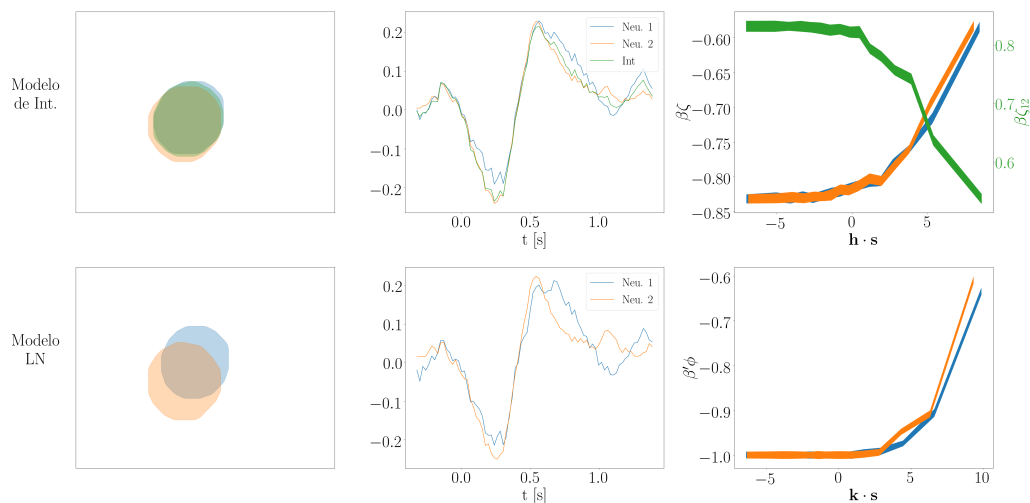 Modelo
de Int.
0.2
0.1
0.0
−0.1
−0.2
Neu. 1
Neu. 2
Int
0.0
0.5
1.0
t [s]
βζ
−0.60
−0.65
−0.70
−0.75
−0.80
−0.85
−5
0
5
h · s
0.8
0.7
0.6
βζ₁₂
Modelo
LN
0.2
0.1
0.0
−0.1
−0.2
Neu. 1
Neu. 2
0.0
0.5
1.0
t [s]
β′ϕ
−0.6
−0.7
−0.8
−0.9
−1.0
−5
0
5
10
k · s